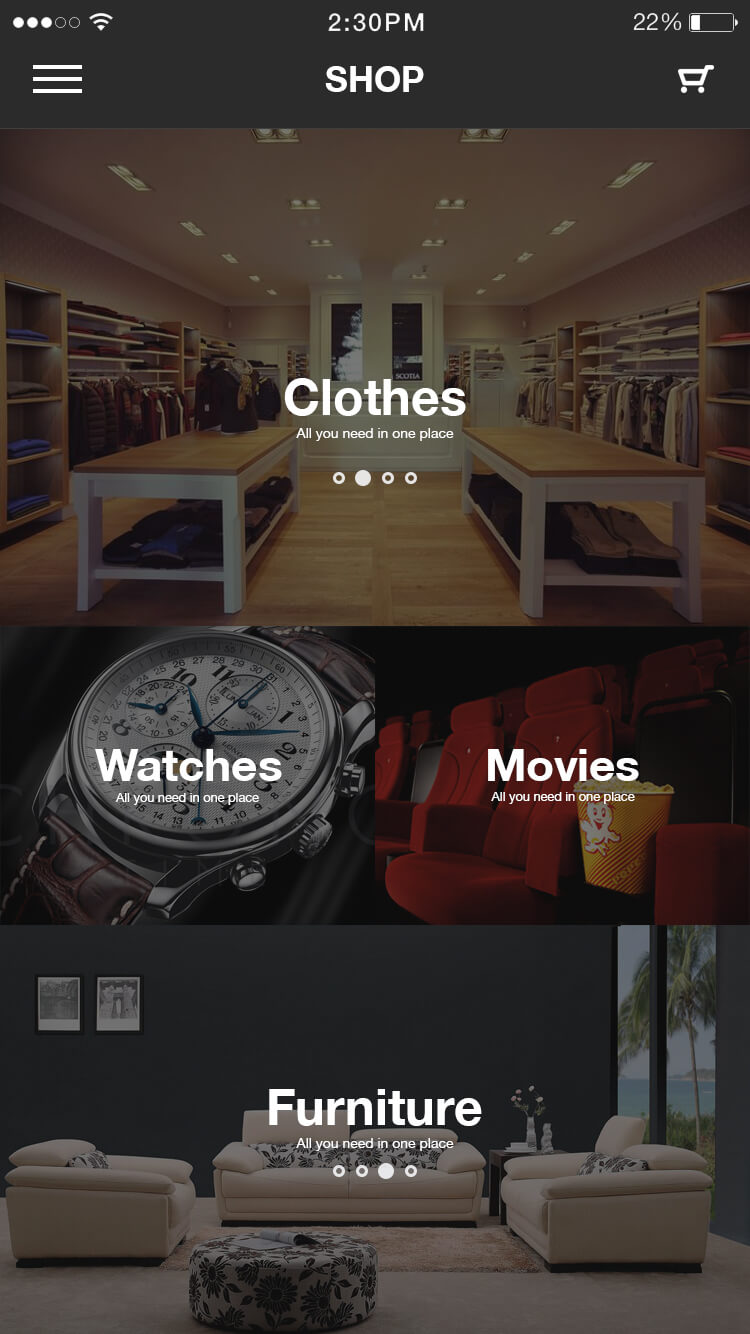 2:30PM
22%
SHOP
SCOTIA
Clothes
All you need in one place
Watches
All you need in one place
Movies
All you need in one place
Furniture
All you need in one place